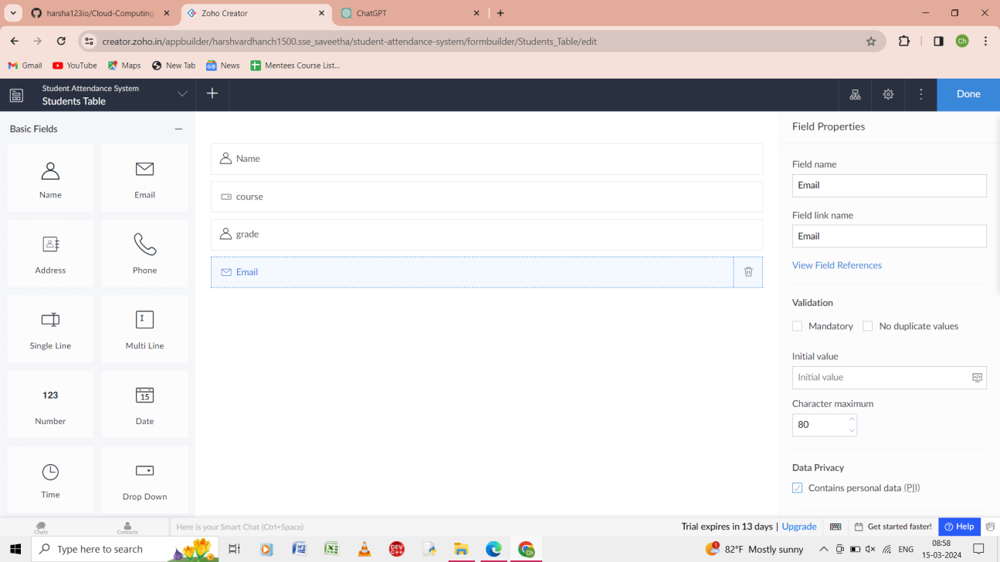 harsha123io/Cloud-Computing
Zoho Creator
ChatGPT
creator.zoho.in/appbuilder/harshvardhanch1500.sse_saveetha/student-attendance-system/formbuilder/Students_Table/edit
Ch
Gmail
YouTube
Maps
New Tab
News
Mentees Course List...
Student Attendance System
Students Table
Done
Basic Fields
Name
Email
Address
Phone
Single Line
Multi Line
123
Number
15
Date
Time
Drop Down
Name
course
grade
Email
Field Properties
Field name
Email
Field link name
Email
View Field References
Validation
Mandatory
No duplicate values
Initial value
Initial value
Character maximum
80
Data Privacy
Contains personal data (PII)
Chats
Contacts
Here is your Smart Chat (Ctrl+Space)
Trial expires in 13 days | Upgrade
Get started faster!
Help
Type here to search
DEV C++
Ch
1
82°F Mostly sunny
ENG
08:58
15-03-2024